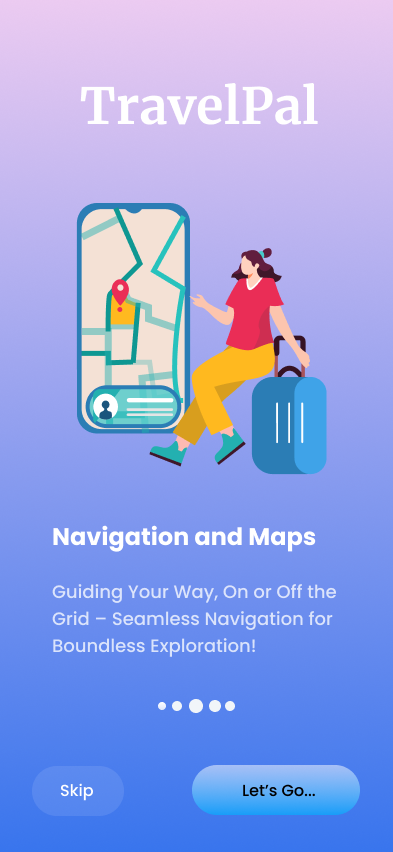 TravelPal
Navigation and Maps
Guiding Your Way, On or Off the
Grid – Seamless Navigation for
Boundless Exploration!
Skip
Let’s Go...